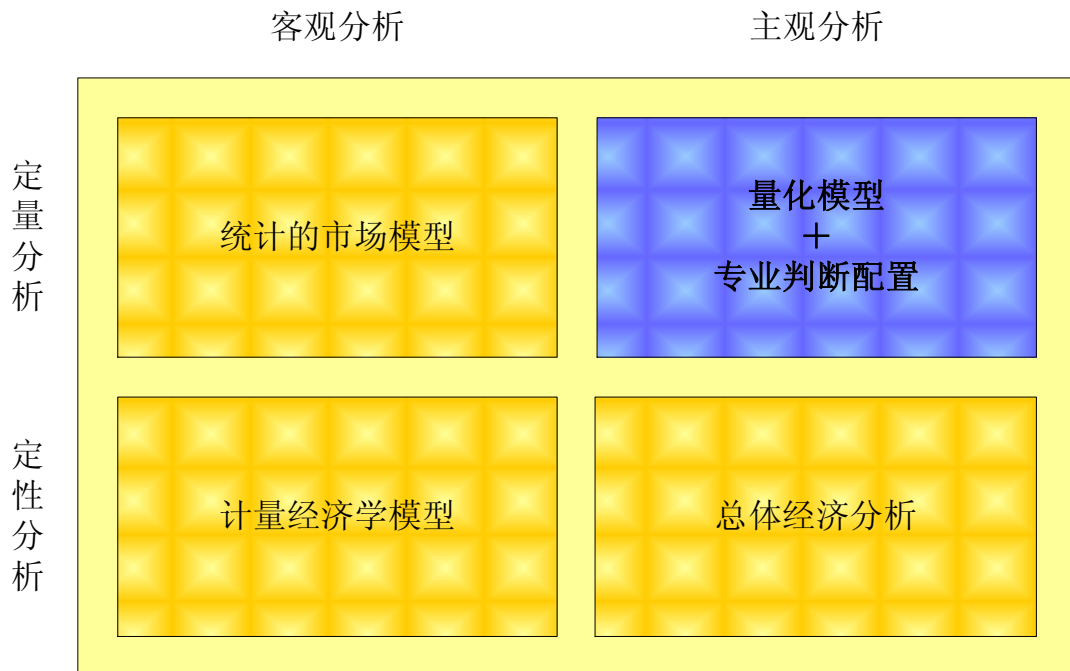 客观分析
主观分析
定量分析
统计的市场模型
量化模型
＋
专业判断配置
定性分析
计量经济学模型
总体经济分析